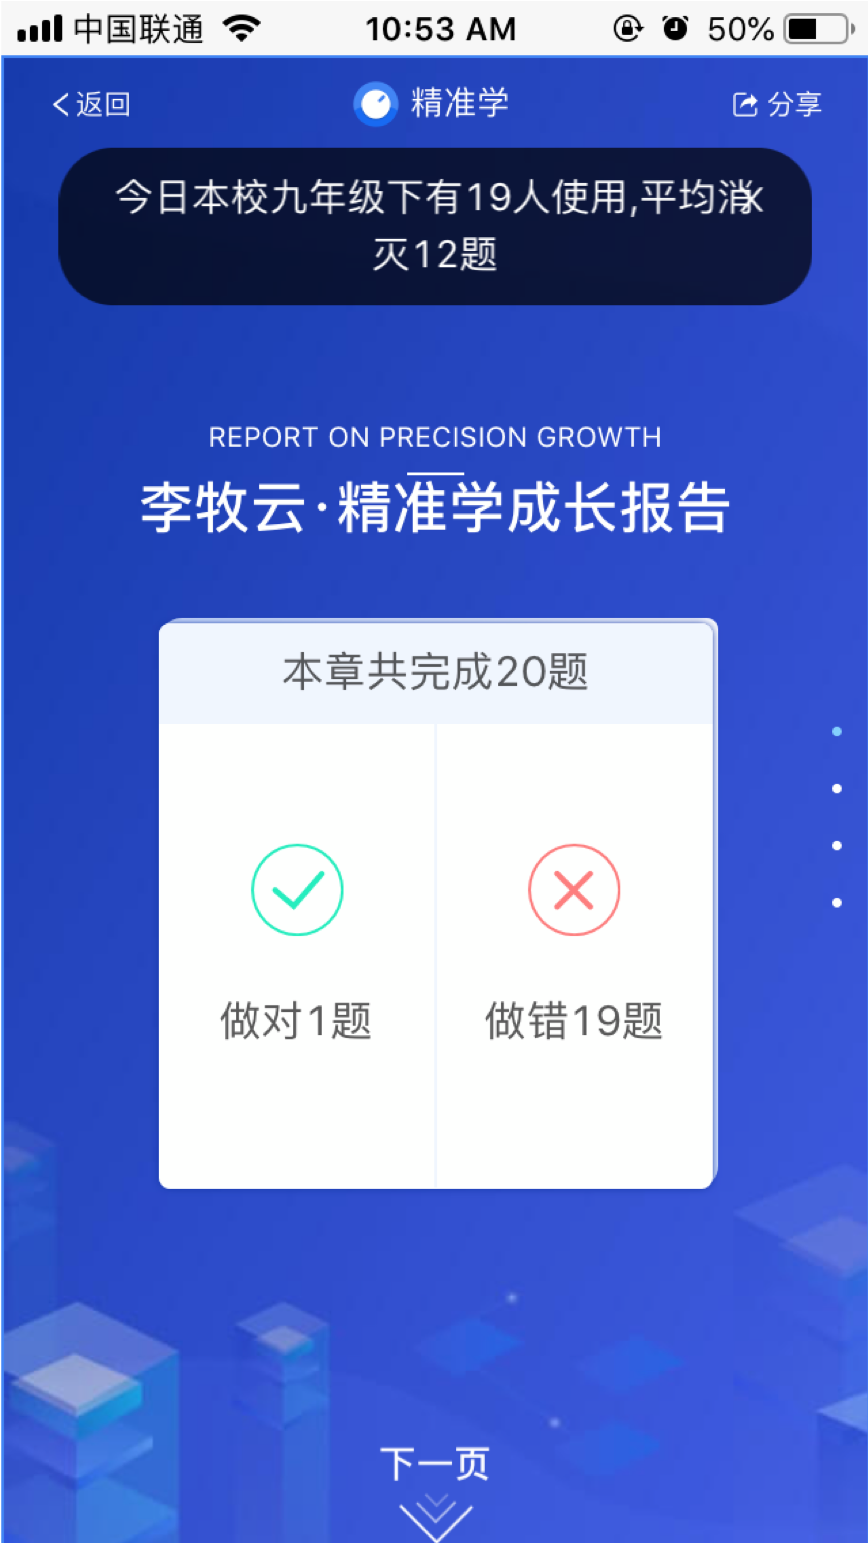 中国联通 10:53 AM 50%
返回 精准学 分享
今日本校九年级下有19人使用,平均消
灭12题
REPORT ON PRECISION GROWTH
李牧云·精准学成长报告
本章共完成20题
做对1题 做错19题
下一页